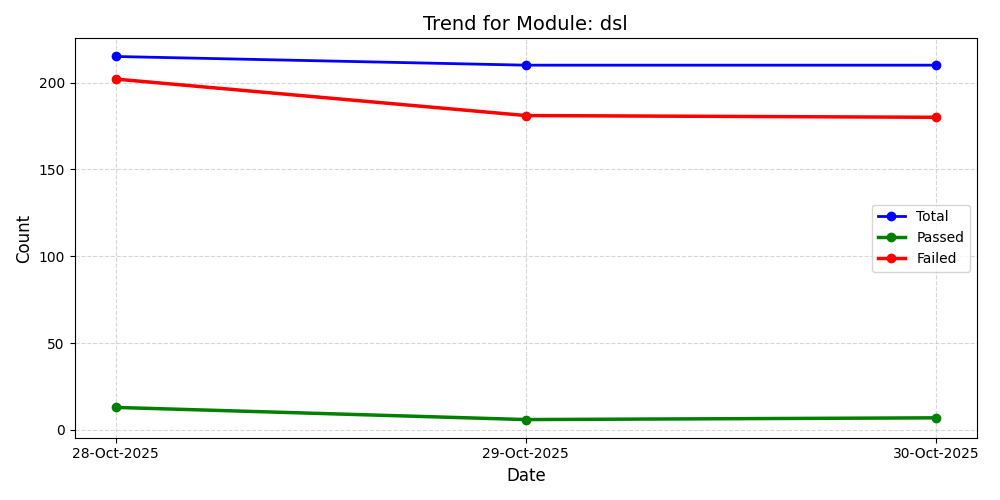 Trend for Module: dsl
200
150
100
50
0
Count
Total
Passed
Failed
28-Oct-2025
29-Oct-2025
30-Oct-2025
Date